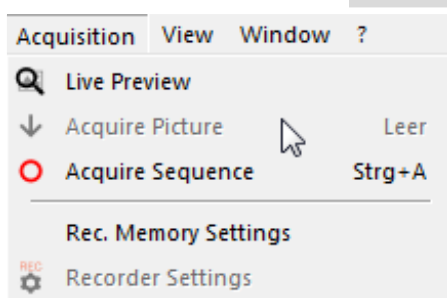 Acquisition View Window ?
Live Preview
Acquire Picture Leer
Acquire Sequence Strg+A
Rec. Memory Settings
REC
Recorder Settings